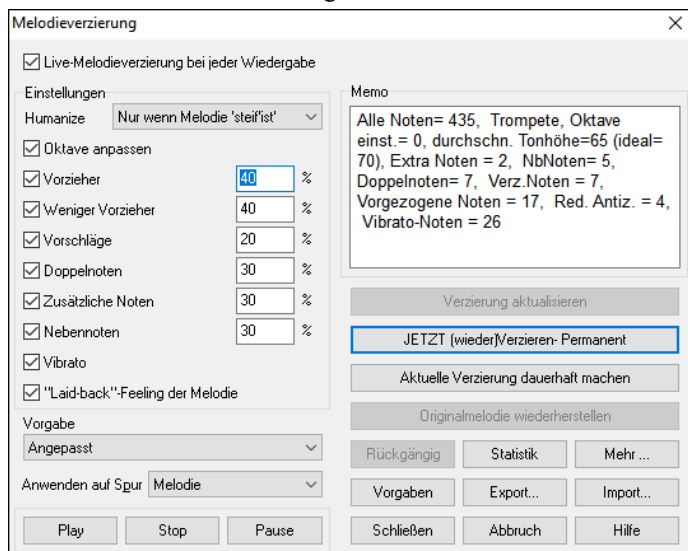 Melodieverzierung
Live-Melodieverzierung bei jeder Wiedergabe
Einstellungen
Humanize Nur wenn Melodie 'steif'ist'
Oktave anpassen
Vorzieher 40 %
Weniger Vorzieher 40 %
Vorschläge 20 %
Doppelnoten 30 %
Zusätzliche Noten 30 %
Nebennoten 30 %
Vibrato
"Laid-back"-Feeling der Melodie
Vorgabe
Angepasst
Anwenden auf Spur Melodie
Play Stop Pause
Memo
Alle Noten= 435, Trompete, Oktave
einst.= 0, durchschn. Tonhöhe=65 (ideal=
70), Extra Noten = 2, NbNoten= 5,
Doppelnoten= 7, Verz.Noten = 7,
Vorgezogene Noten = 17, Red. Antiz. = 4,
Vibrato-Noten = 26
Verzierung aktualisieren
JETZT (wieder)Verzieren- Permanent
Aktuelle Verzierung dauerhaft machen
Originalmelodie wiederherstellen
Rückgängig Statistik Mehr ...
Vorgaben Export... Import...
Schließen Abbruch Hilfe